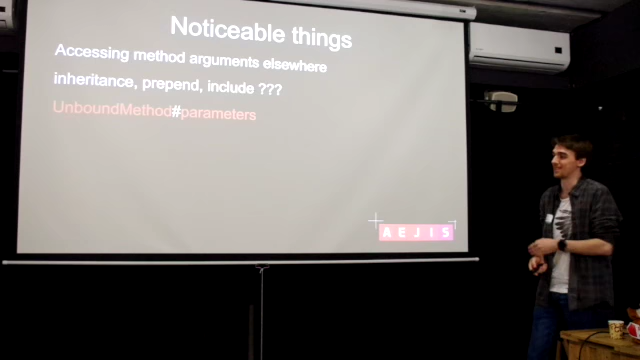 Noticeable things
Accessing method arguments elsewhere
inheritance, prepend, include ???
UnboundMethod#parameters
AEJIS